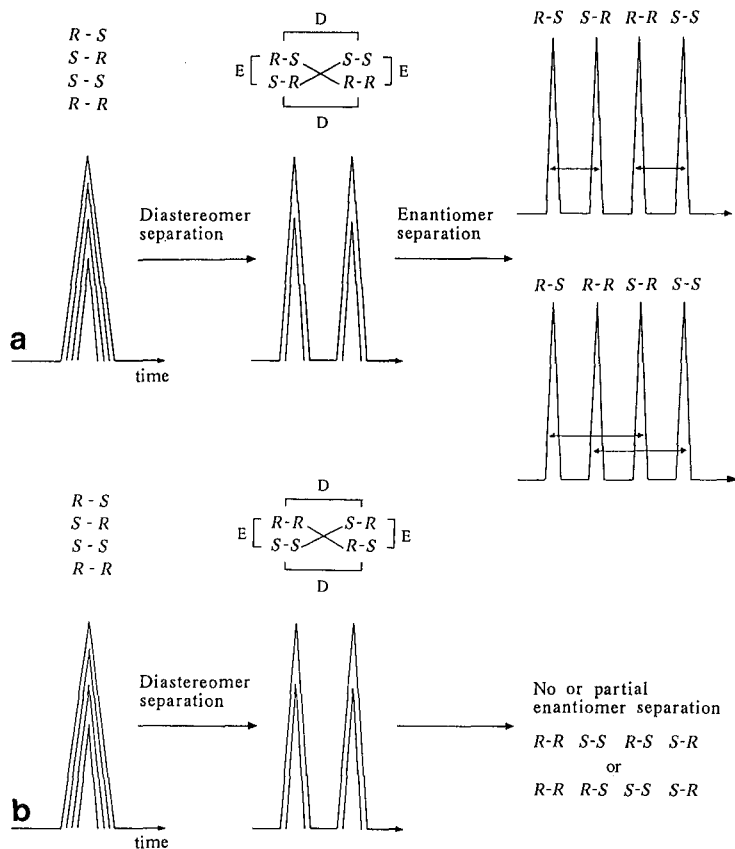 R - S
S - R
S - S
R - R
D
E
R-S S-S
S-R R-R
E
D
Diastereomer
separation
Enantiomer
separation
R-S S-R R-R S-S
R-S R-R S-R S-S
a
time
R - S
S - R
S - S
R - R
D
E
R-R S-R
S-S R-S
E
D
Diastereomer
separation
No or partial
enantiomer separation
R-R S-S R-S S-R
or
R-R R-S S-S S-R
b
time